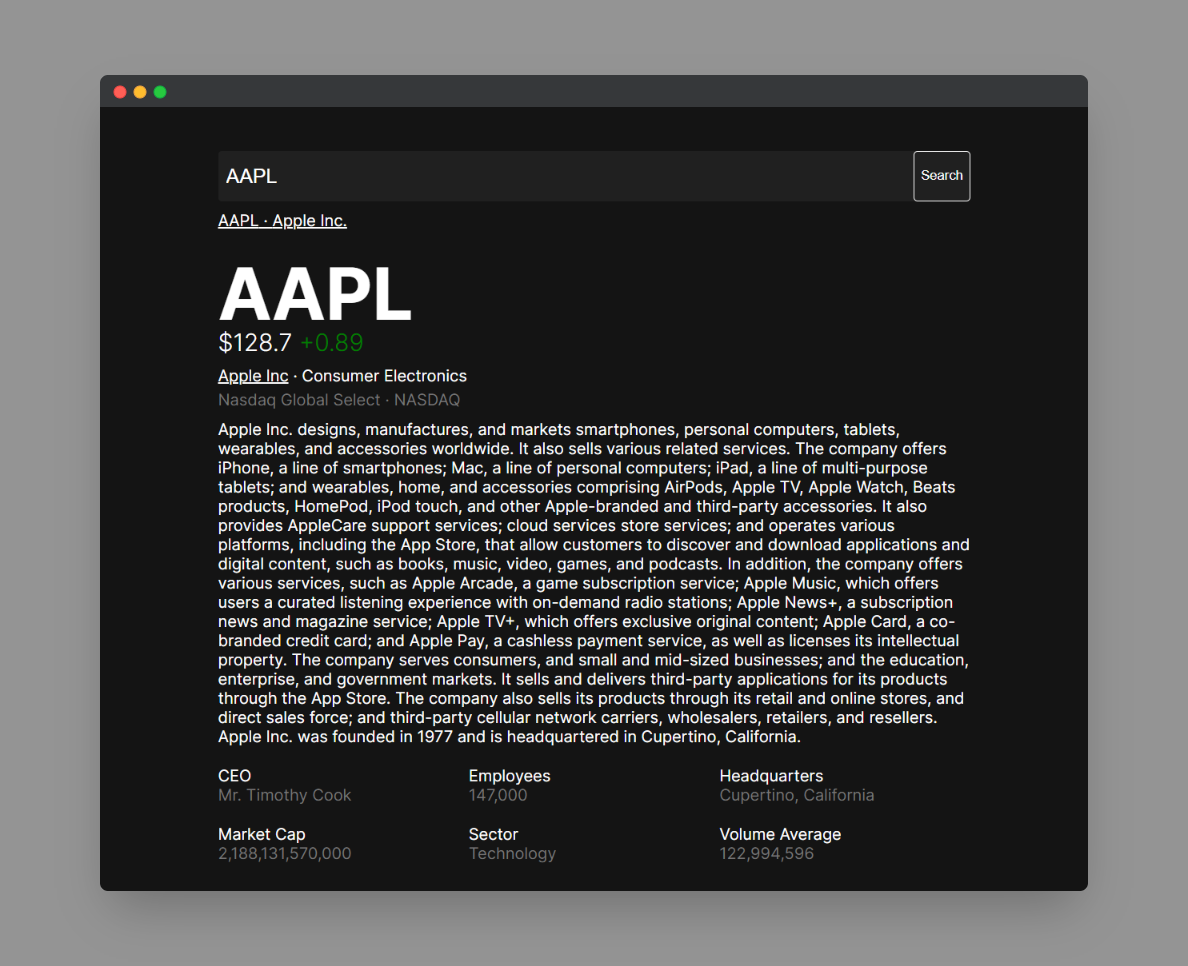 AAPL
Search
AAPL · Apple Inc.
AAPL
$128.7 +0.89
Apple Inc · Consumer Electronics
Nasdaq Global Select · NASDAQ
Apple Inc. designs, manufactures, and markets smartphones, personal computers, tablets,
wearables, and accessories worldwide. It also sells various related services. The company offers
iPhone, a line of smartphones; Mac, a line of personal computers; iPad, a line of multi-purpose
tablets; and wearables, home, and accessories comprising AirPods, Apple TV, Apple Watch, Beats
products, HomePod, iPod touch, and other Apple-branded and third-party accessories. It also
provides AppleCare support services; cloud services store services; and operates various
platforms, including the App Store, that allow customers to discover and download applications and
digital content, such as books, music, video, games, and podcasts. In addition, the company offers
various services, such as Apple Arcade, a game subscription service; Apple Music, which offers
users a curated listening experience with on-demand radio stations; Apple News+, a subscription
news and magazine service; Apple TV+, which offers exclusive original content; Apple Card, a co-
branded credit card; and Apple Pay, a cashless payment service, as well as licenses its intellectual
property. The company serves consumers, and small and mid-sized businesses; and the education,
enterprise, and government markets. It sells and delivers third-party applications for its products
through the App Store. The company also sells its products through its retail and online stores, and
direct sales force; and third-party cellular network carriers, wholesalers, retailers, and resellers.
Apple Inc. was founded in 1977 and is headquartered in Cupertino, California.
CEO
Mr. Timothy Cook
Employees
147,000
Headquarters
Cupertino, California
Market Cap
2,188,131,570,000
Sector
Technology
Volume Average
122,994,596